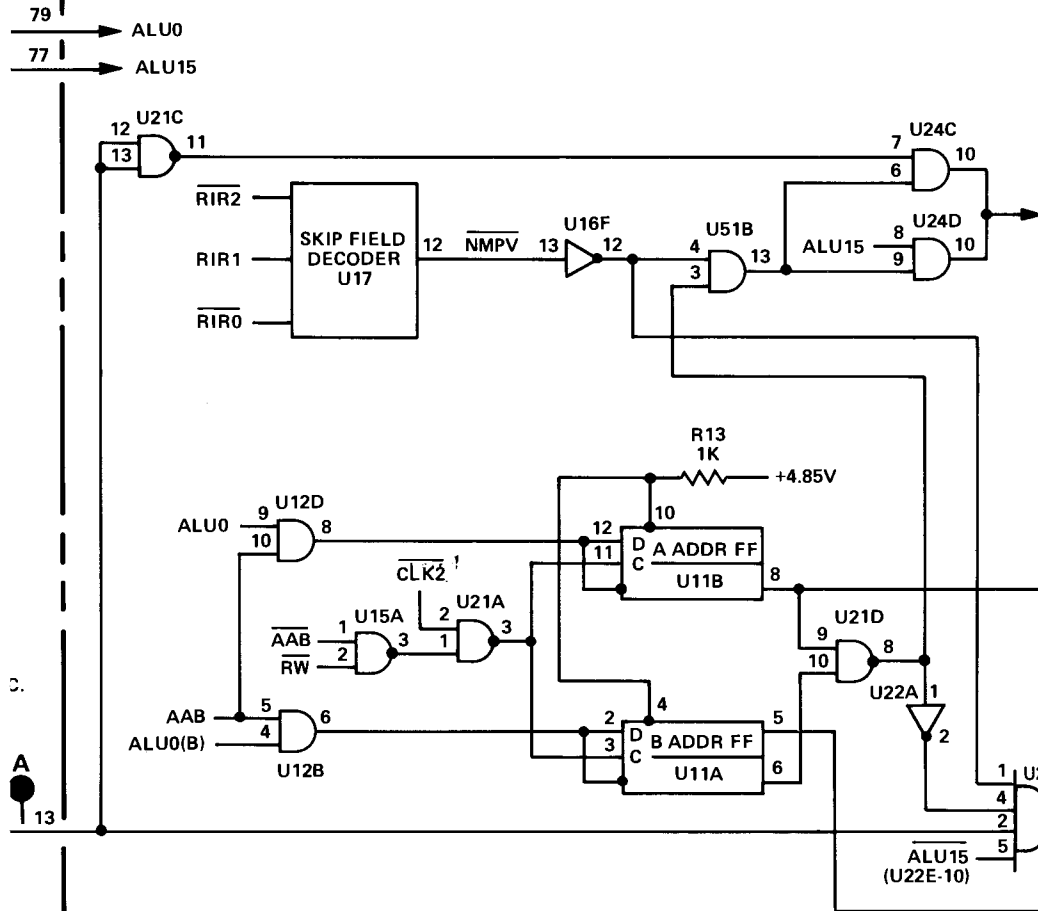 79
ALU0
77
ALU15
U21C
12
13
11
U24C
7
6
10
RIR2
RIR1
RIR0
SKIP FIELD
DECODER
U17
12
NMPV
13
U16F
12
U51B
4
3
13
U24D
ALU15
8
9
10
R13
1K
+4.85V
10
U12D
ALU0
9
10
8
12
11
D
C
A ADDR FF
U11B
8
CLK2
U21A
2
1
3
U15A
AAB
1
RW
2
3
U21D
9
10
8
C.
U22A
1
2
AAB
5
ALU0(B)
4
6
U12B
4
2
3
D
C
B ADDR FF
U11A
5
6
A
13
1
4
2
5
ALU15
(U22E-10)